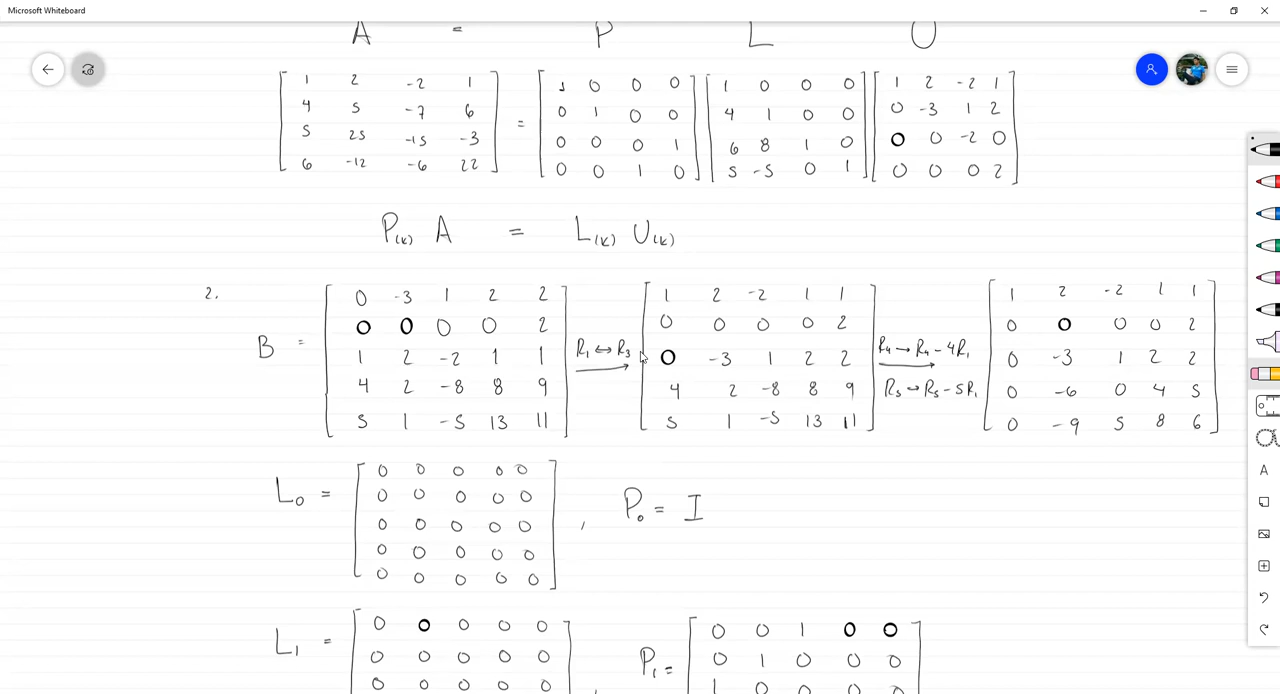 Microsoft Whiteboard
A = P L U
[1 2 -2 1] = [1 0 0 0] [1 0 0 0] [1 2 -2 1]
[4 5 -7 6] [0 1 0 0] [4 1 0 0] [0 -3 1 2]
[5 25 -15 -3] [0 0 0 1] [6 8 1 0] [0 0 -2 0]
[6 -12 -6 22] [0 0 1 0] [5 -5 0 1] [0 0 0 2]
P(k) A = L(k) U(k)
2.
B = [0 -3 1 2 2] R₁ ↔ R₃ [1 2 -2 1 1] R₄ → R₄ - 4R₁ [1 2 -2 1 1]
[0 0 0 0 2] [0 0 0 0 2] R₅ → R₅ - 5R₁ [0 0 0 0 2]
[1 2 -2 1 1] [0 -3 1 2 2] [0 -3 1 2 2]
[4 2 -8 8 9] [4 2 -8 8 9] [0 -6 0 4 5]
[5 1 -5 13 11] [5 1 -5 13 11] [0 -9 5 8 6]
L₀ = [0 0 0 0 0] , P₀ = I
[0 0 0 0 0]
[0 0 0 0 0]
[0 0 0 0 0]
[0 0 0 0 0]
L₁ = [0 0 0 0 0] , P₁ = [0 0 1 0 0]
[0 0 0 0 0] [0 1 0 0 0]
[0 0 0 0 0] [1 0 0 0 0]
A